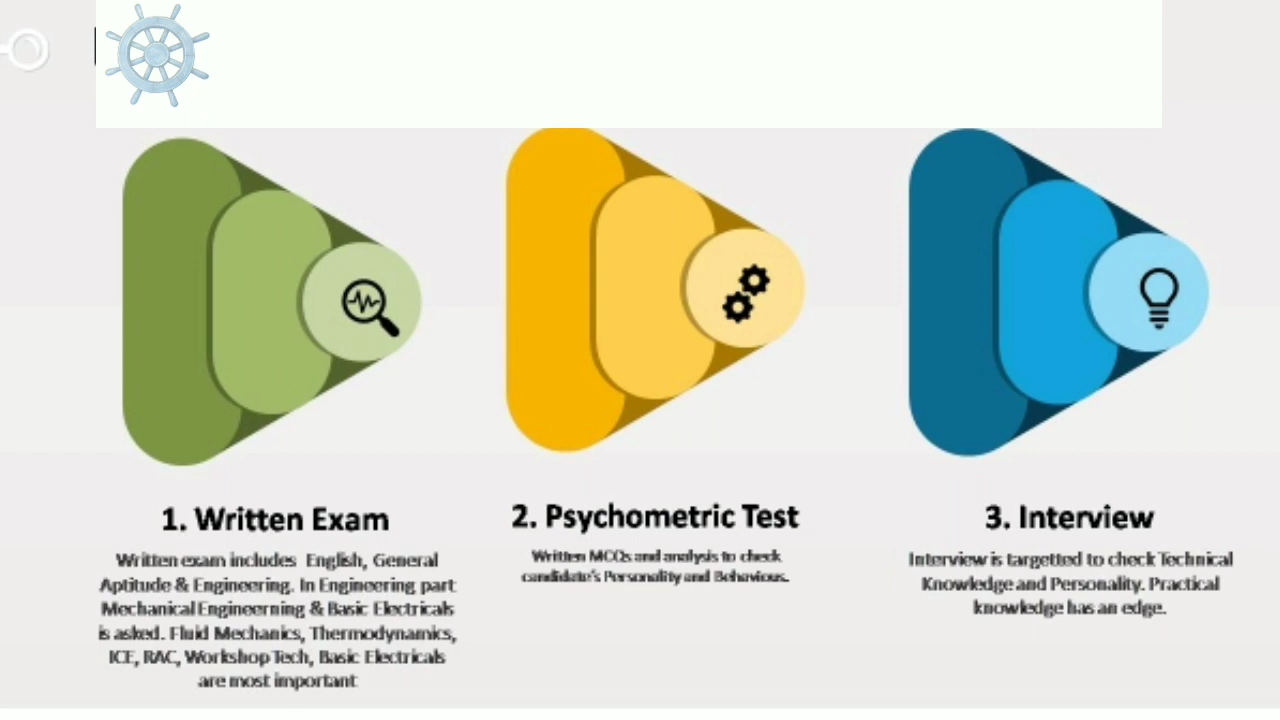 1. Written Exam
Written exam includes English, General
Aptitude & Engineering. In Engineering part
Mechanical Engineerning & Basic Electricals
is asked. Fluid Mechanics, Thermodynamics,
ICE, RAC, Workshop Tech, Basic Electricals
are most important
2. Psychometric Test
Written MCQs and analysis to check
candidate's Personality and Behavious.
3. Interview
Interview is targetted to check Technical
Knowledge and Personality. Practical
knowledge has an edge.